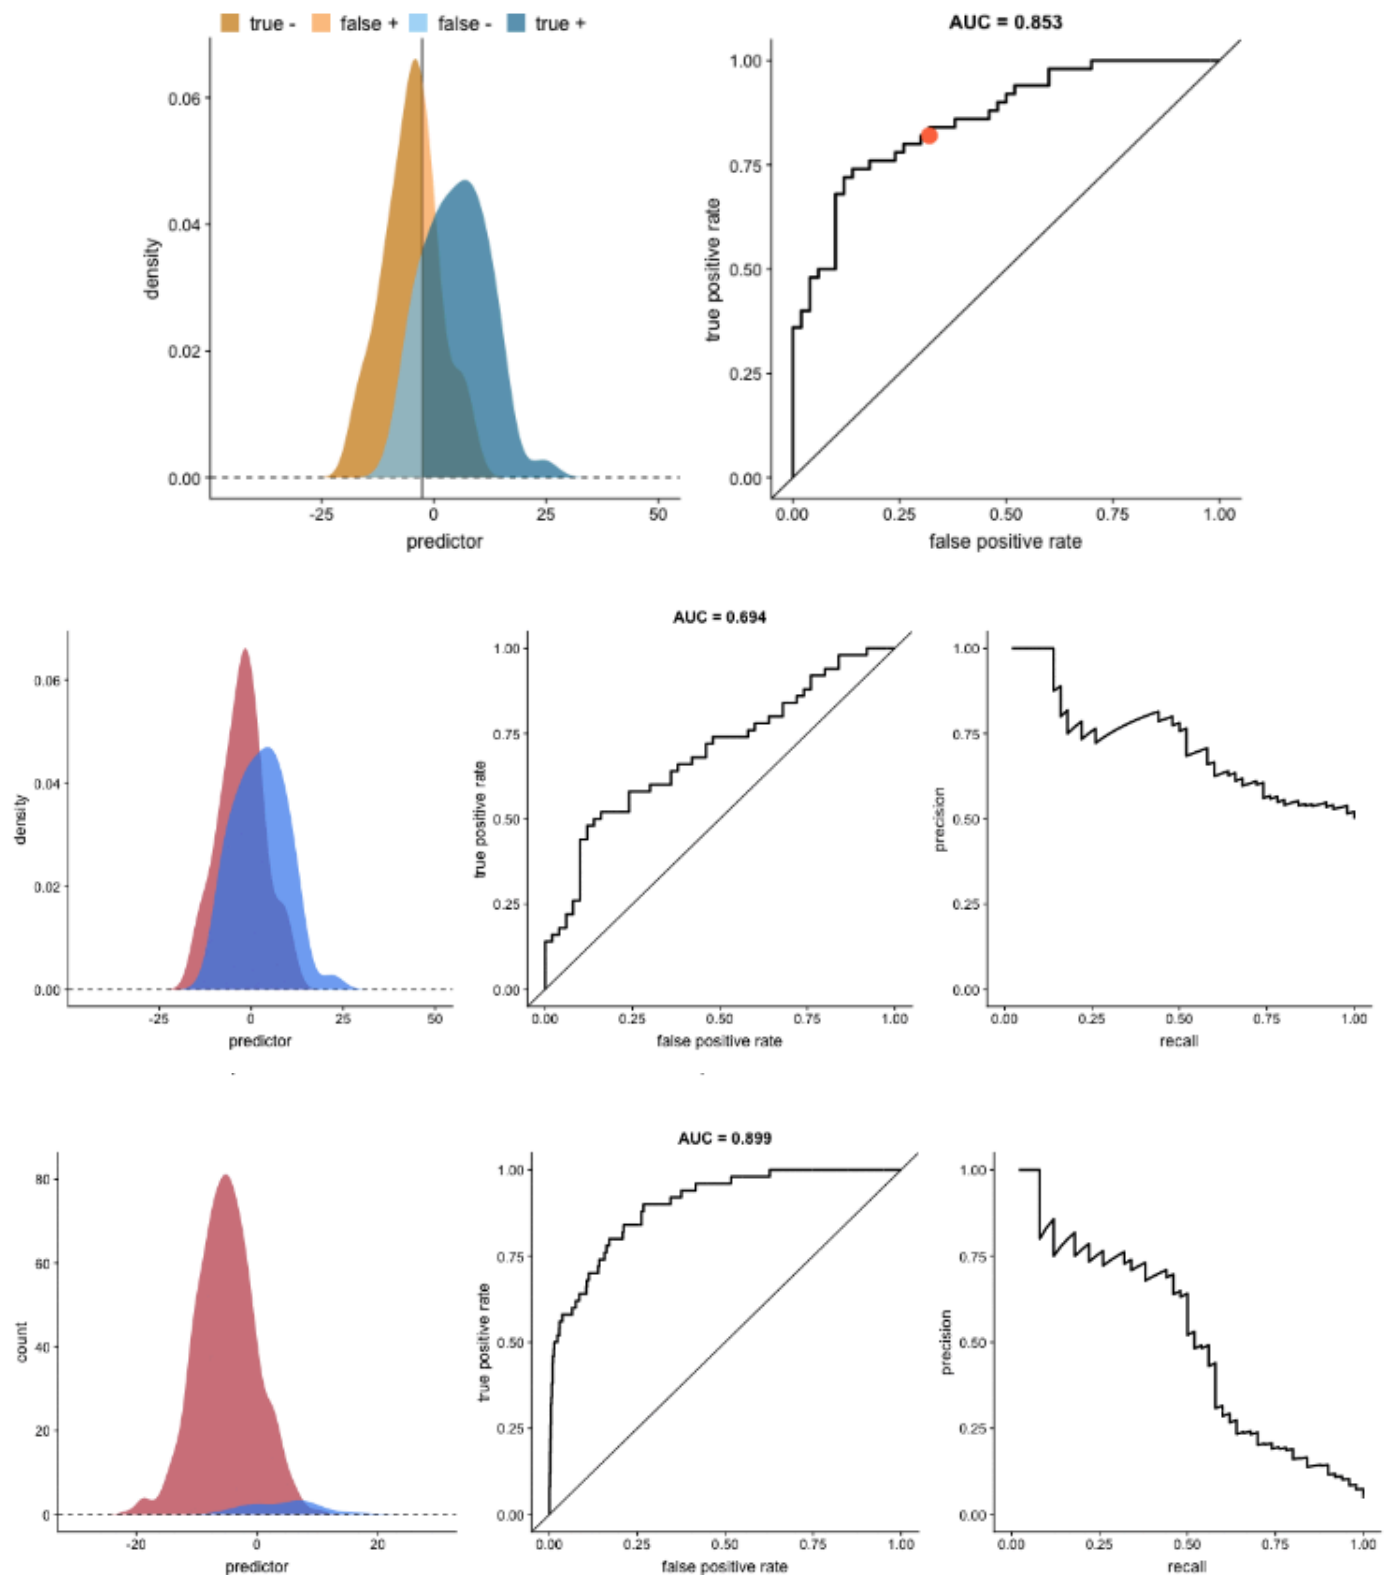 true - false + false - true +
AUC = 0.853
0.06
0.04
0.02
0.00
density
-25 0 25 50
predictor
1.00
0.75
0.50
0.25
0.00
true positive rate
0.00 0.25 0.50 0.75 1.00
false positive rate
0.06
0.04
0.02
0.00
density
-25 0 25 50
predictor
AUC = 0.694
1.00
0.75
0.50
0.25
0.00
true positive rate
0.00 0.25 0.50 0.75 1.00
false positive rate
1.00
0.75
0.50
0.25
0.00
precision
0.00 0.25 0.50 0.75 1.00
recall
80
60
40
20
0
count
-20 0 20
predictor
AUC = 0.899
1.00
0.75
0.50
0.25
0.00
true positive rate
0.00 0.25 0.50 0.75 1.00
false positive rate
1.00
0.75
0.50
0.25
0.00
precision
0.00 0.25 0.50 0.75 1.00
recall